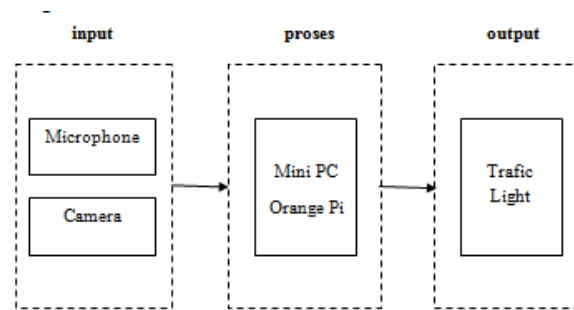 input
proses
output
Microphone
Camera
Mini PC
Orange Pi
Trafic
Light